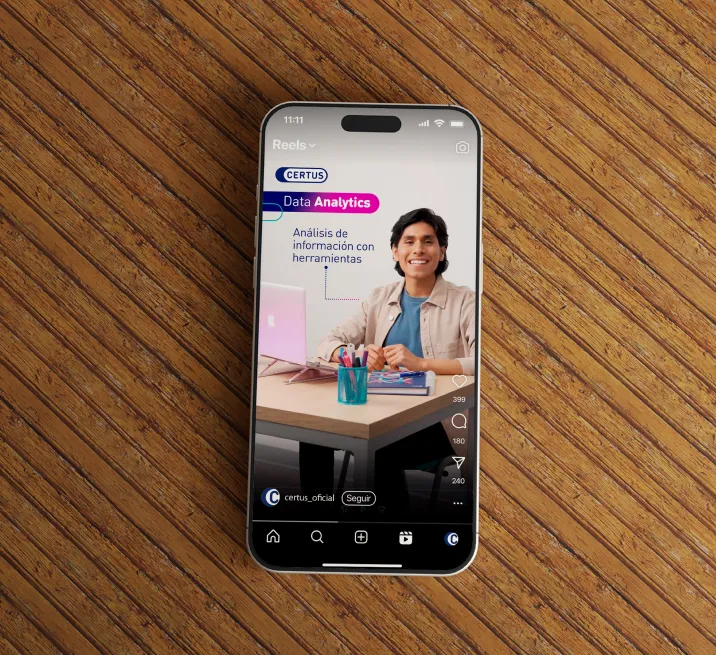 11:11
Reels
CERTUS
Data Analytics
Análisis de
información con
herramientas
399
180
240
certus_oficial Seguir